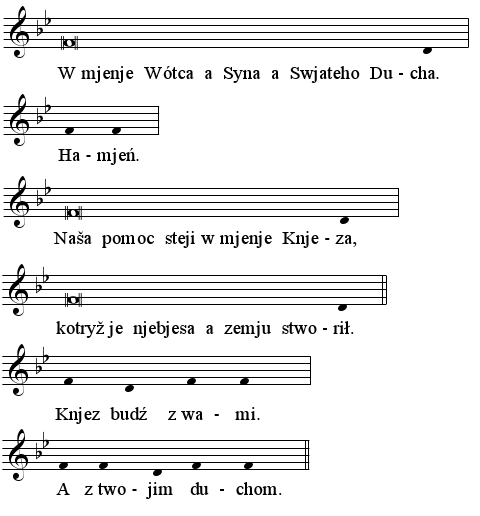 W mjenje Wótca a Syna a Swjateho Du - cha.
Ha - mjeń.
Naša pomoc steji w mjenje Knje - za,
kotryž je njebjesa a zemju stwo - rił.
Knjez budź z wa - mi.
A z two - jim du - chom.